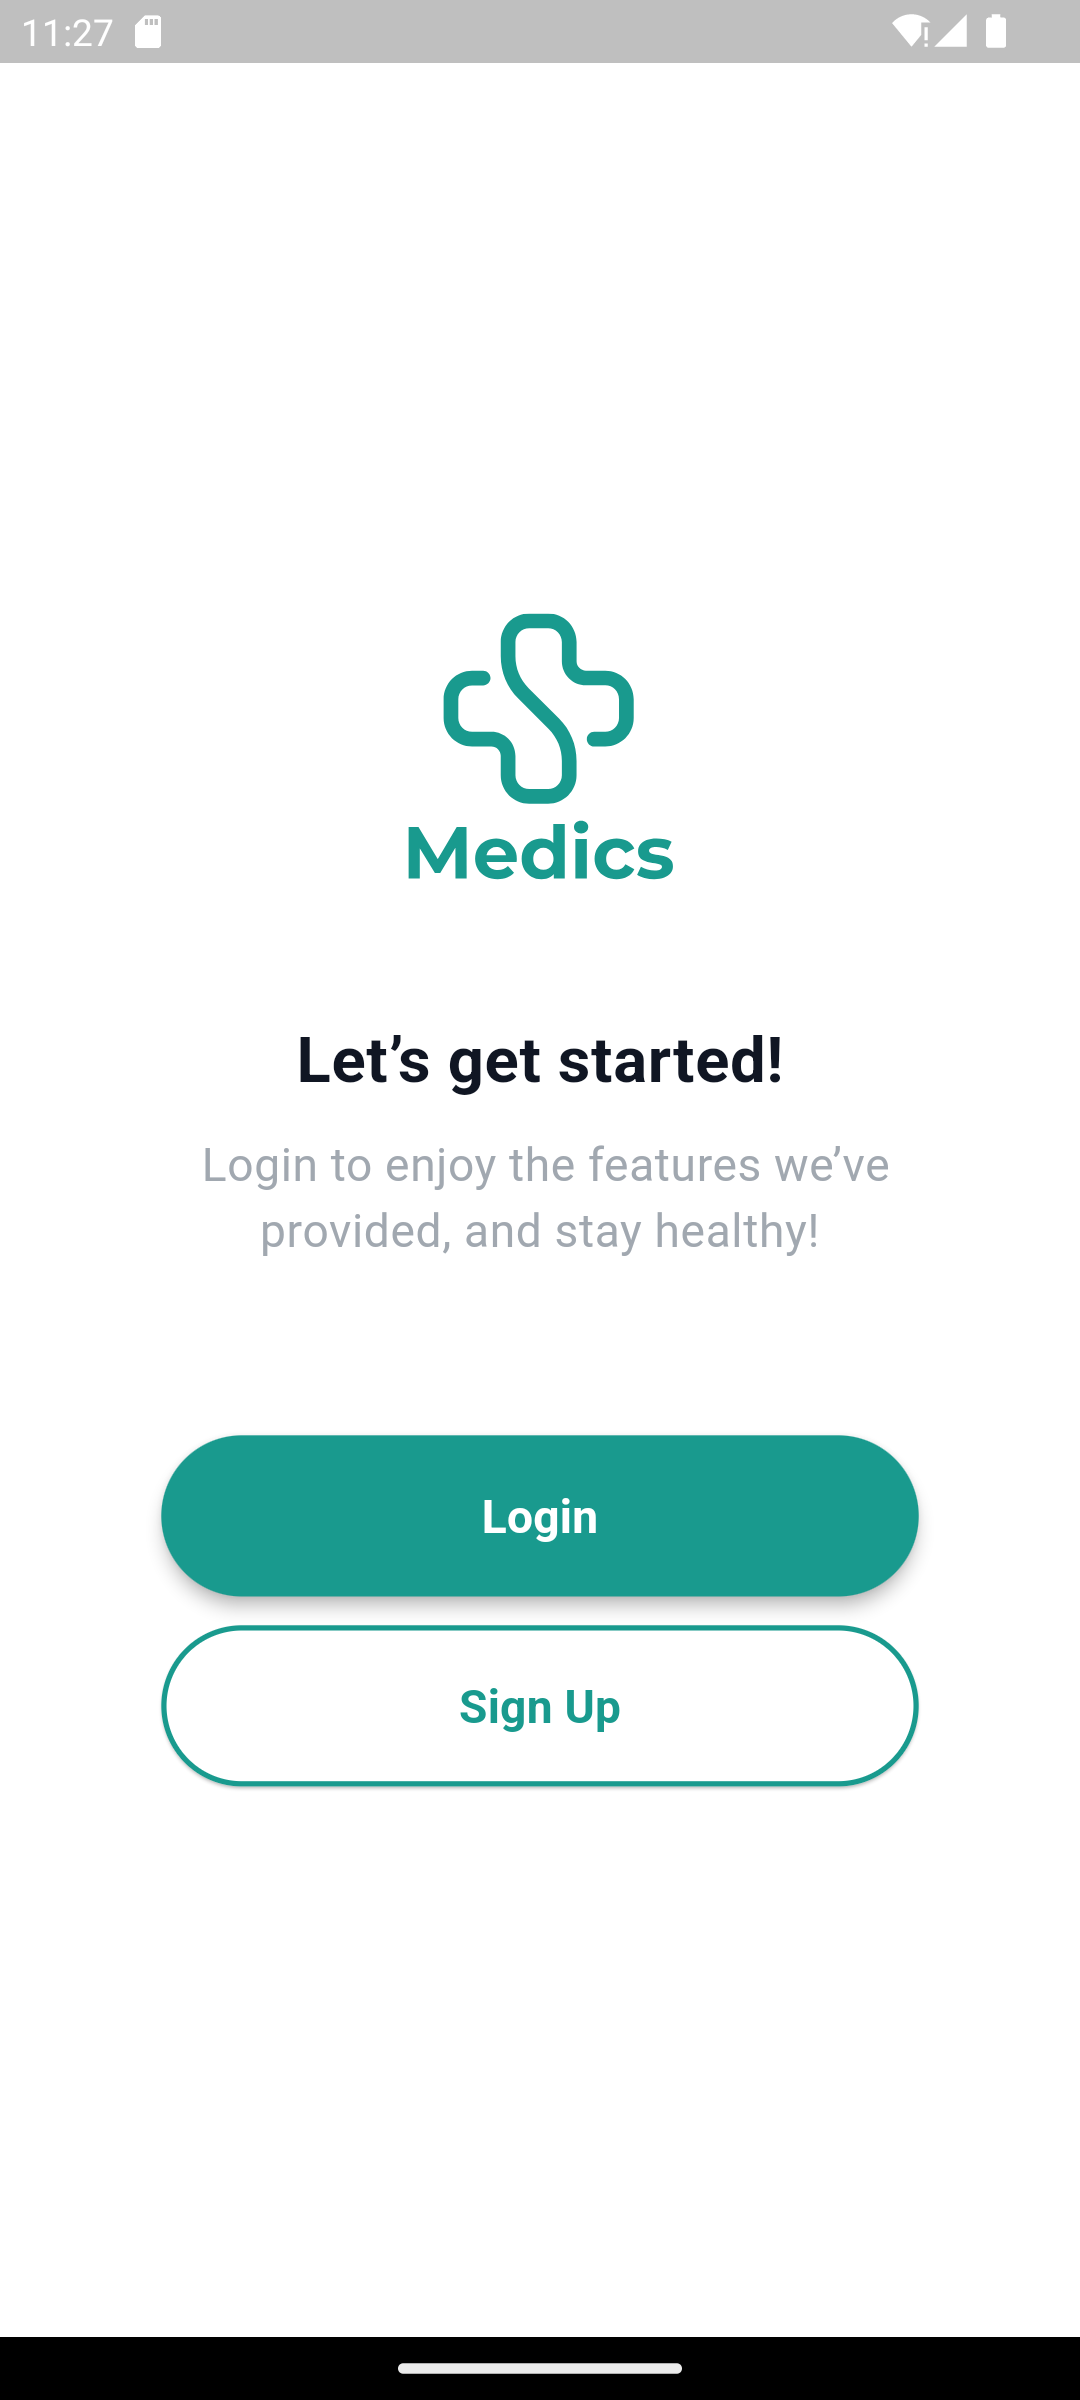 11:27
Medics
Let’s get started!
Login to enjoy the features we’ve
provided, and stay healthy!
Login
Sign Up